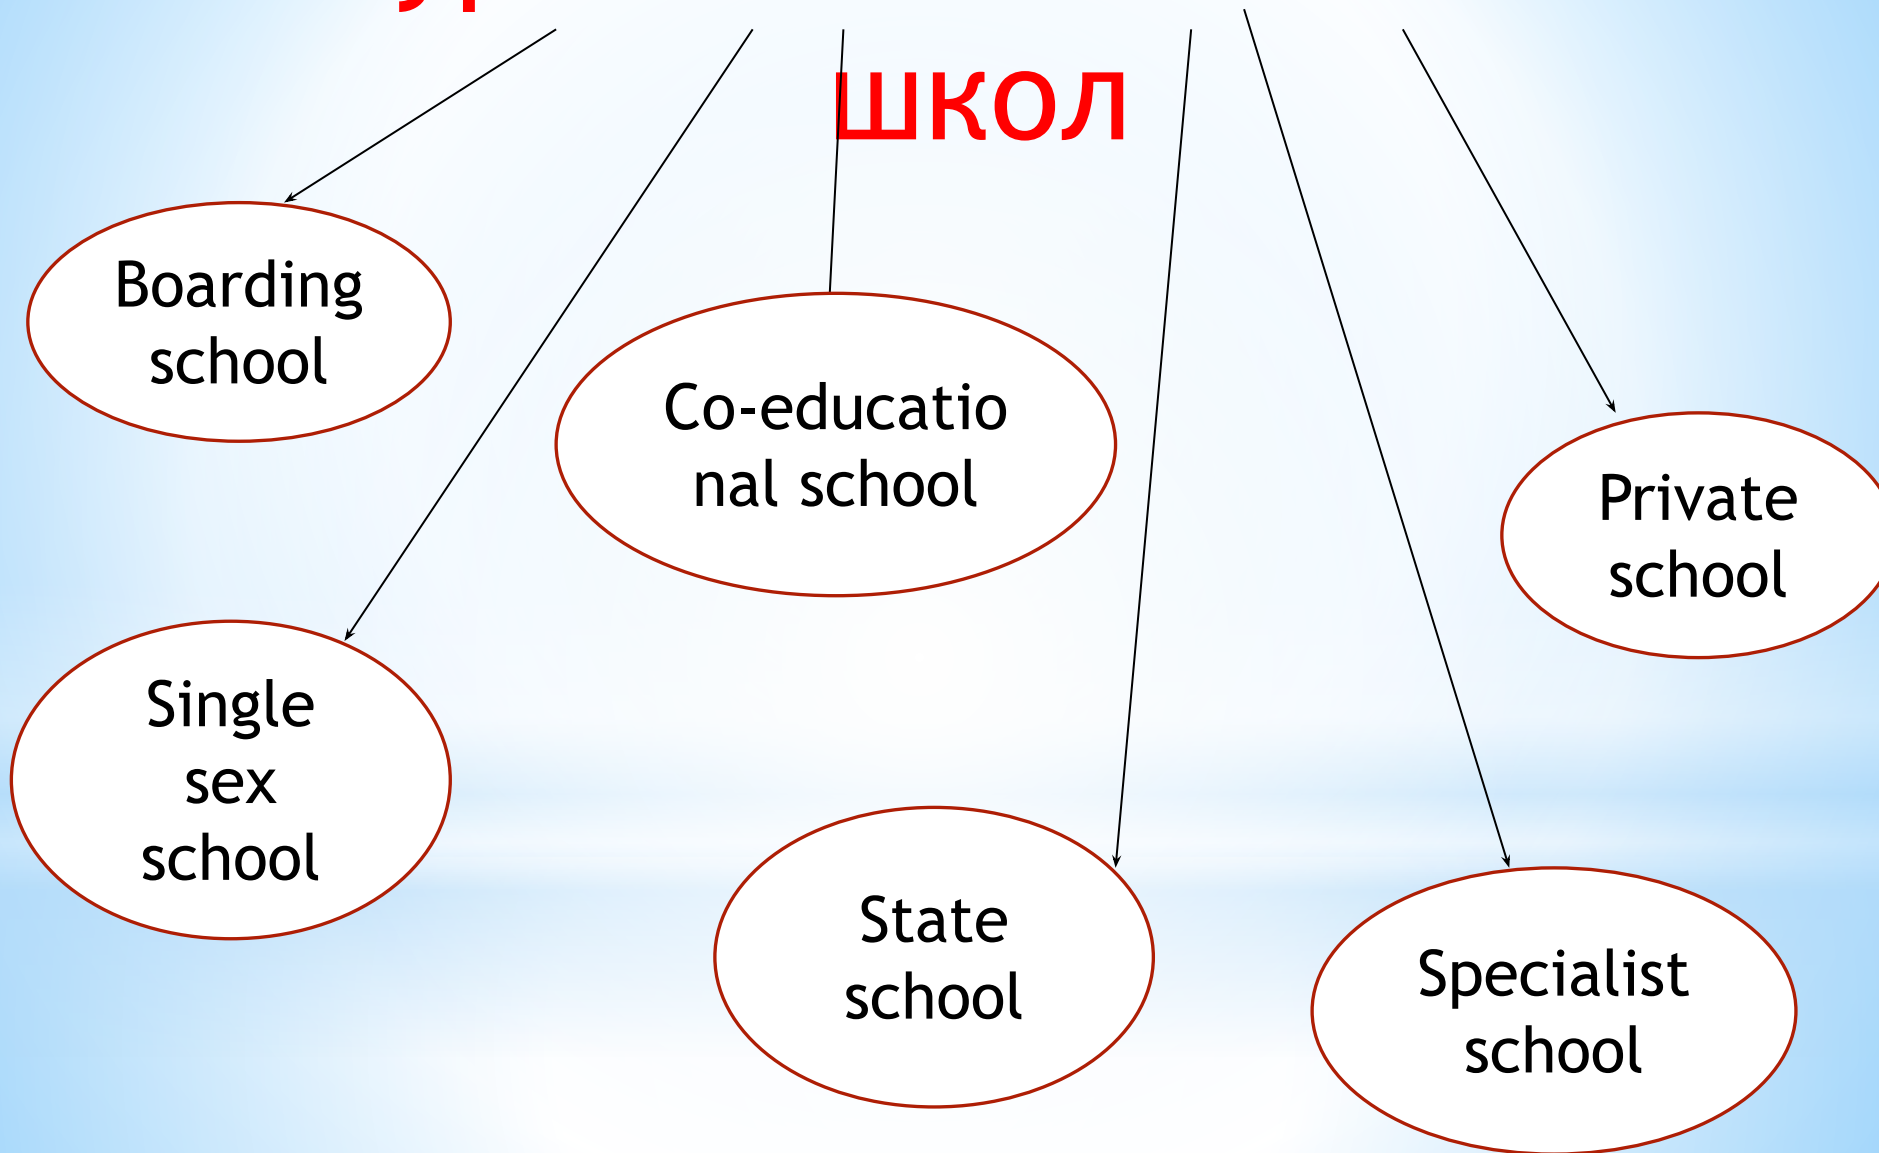 школ
Boarding
school
Co-educatio
nal school
Private
school
Single
sex
school
State
school
Specialist
school